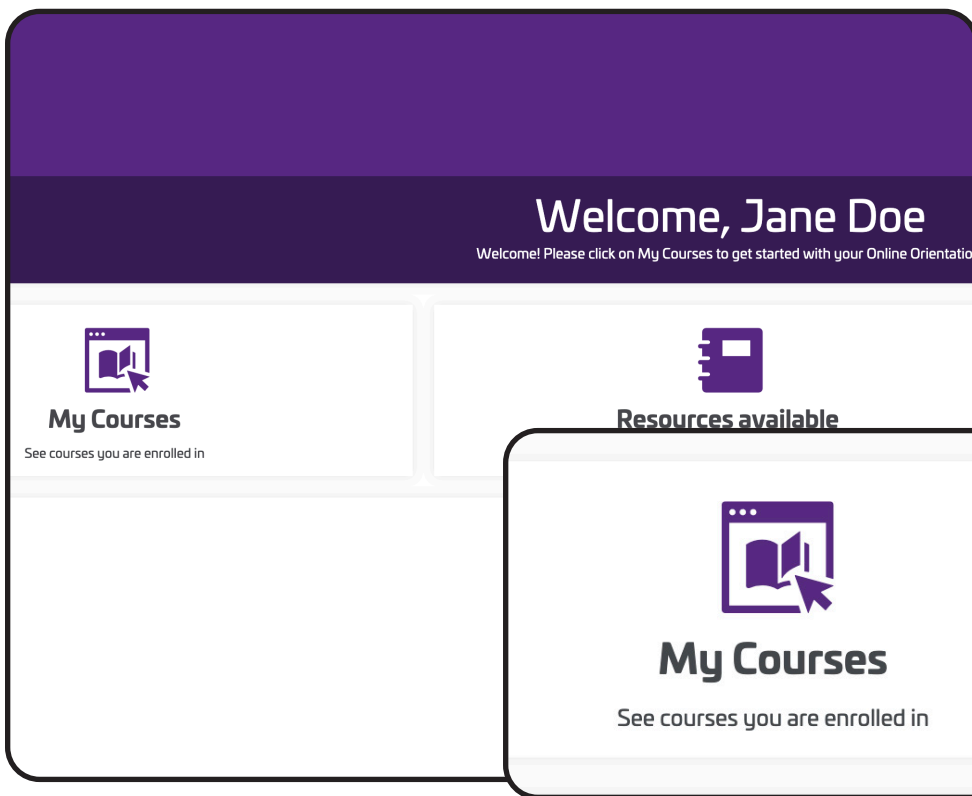 Welcome, Jane Doe
Welcome! Please click on My Courses to get started with your Online Orientatio
My Courses
See courses you are enrolled in
Resources available
My Courses
See courses you are enrolled in